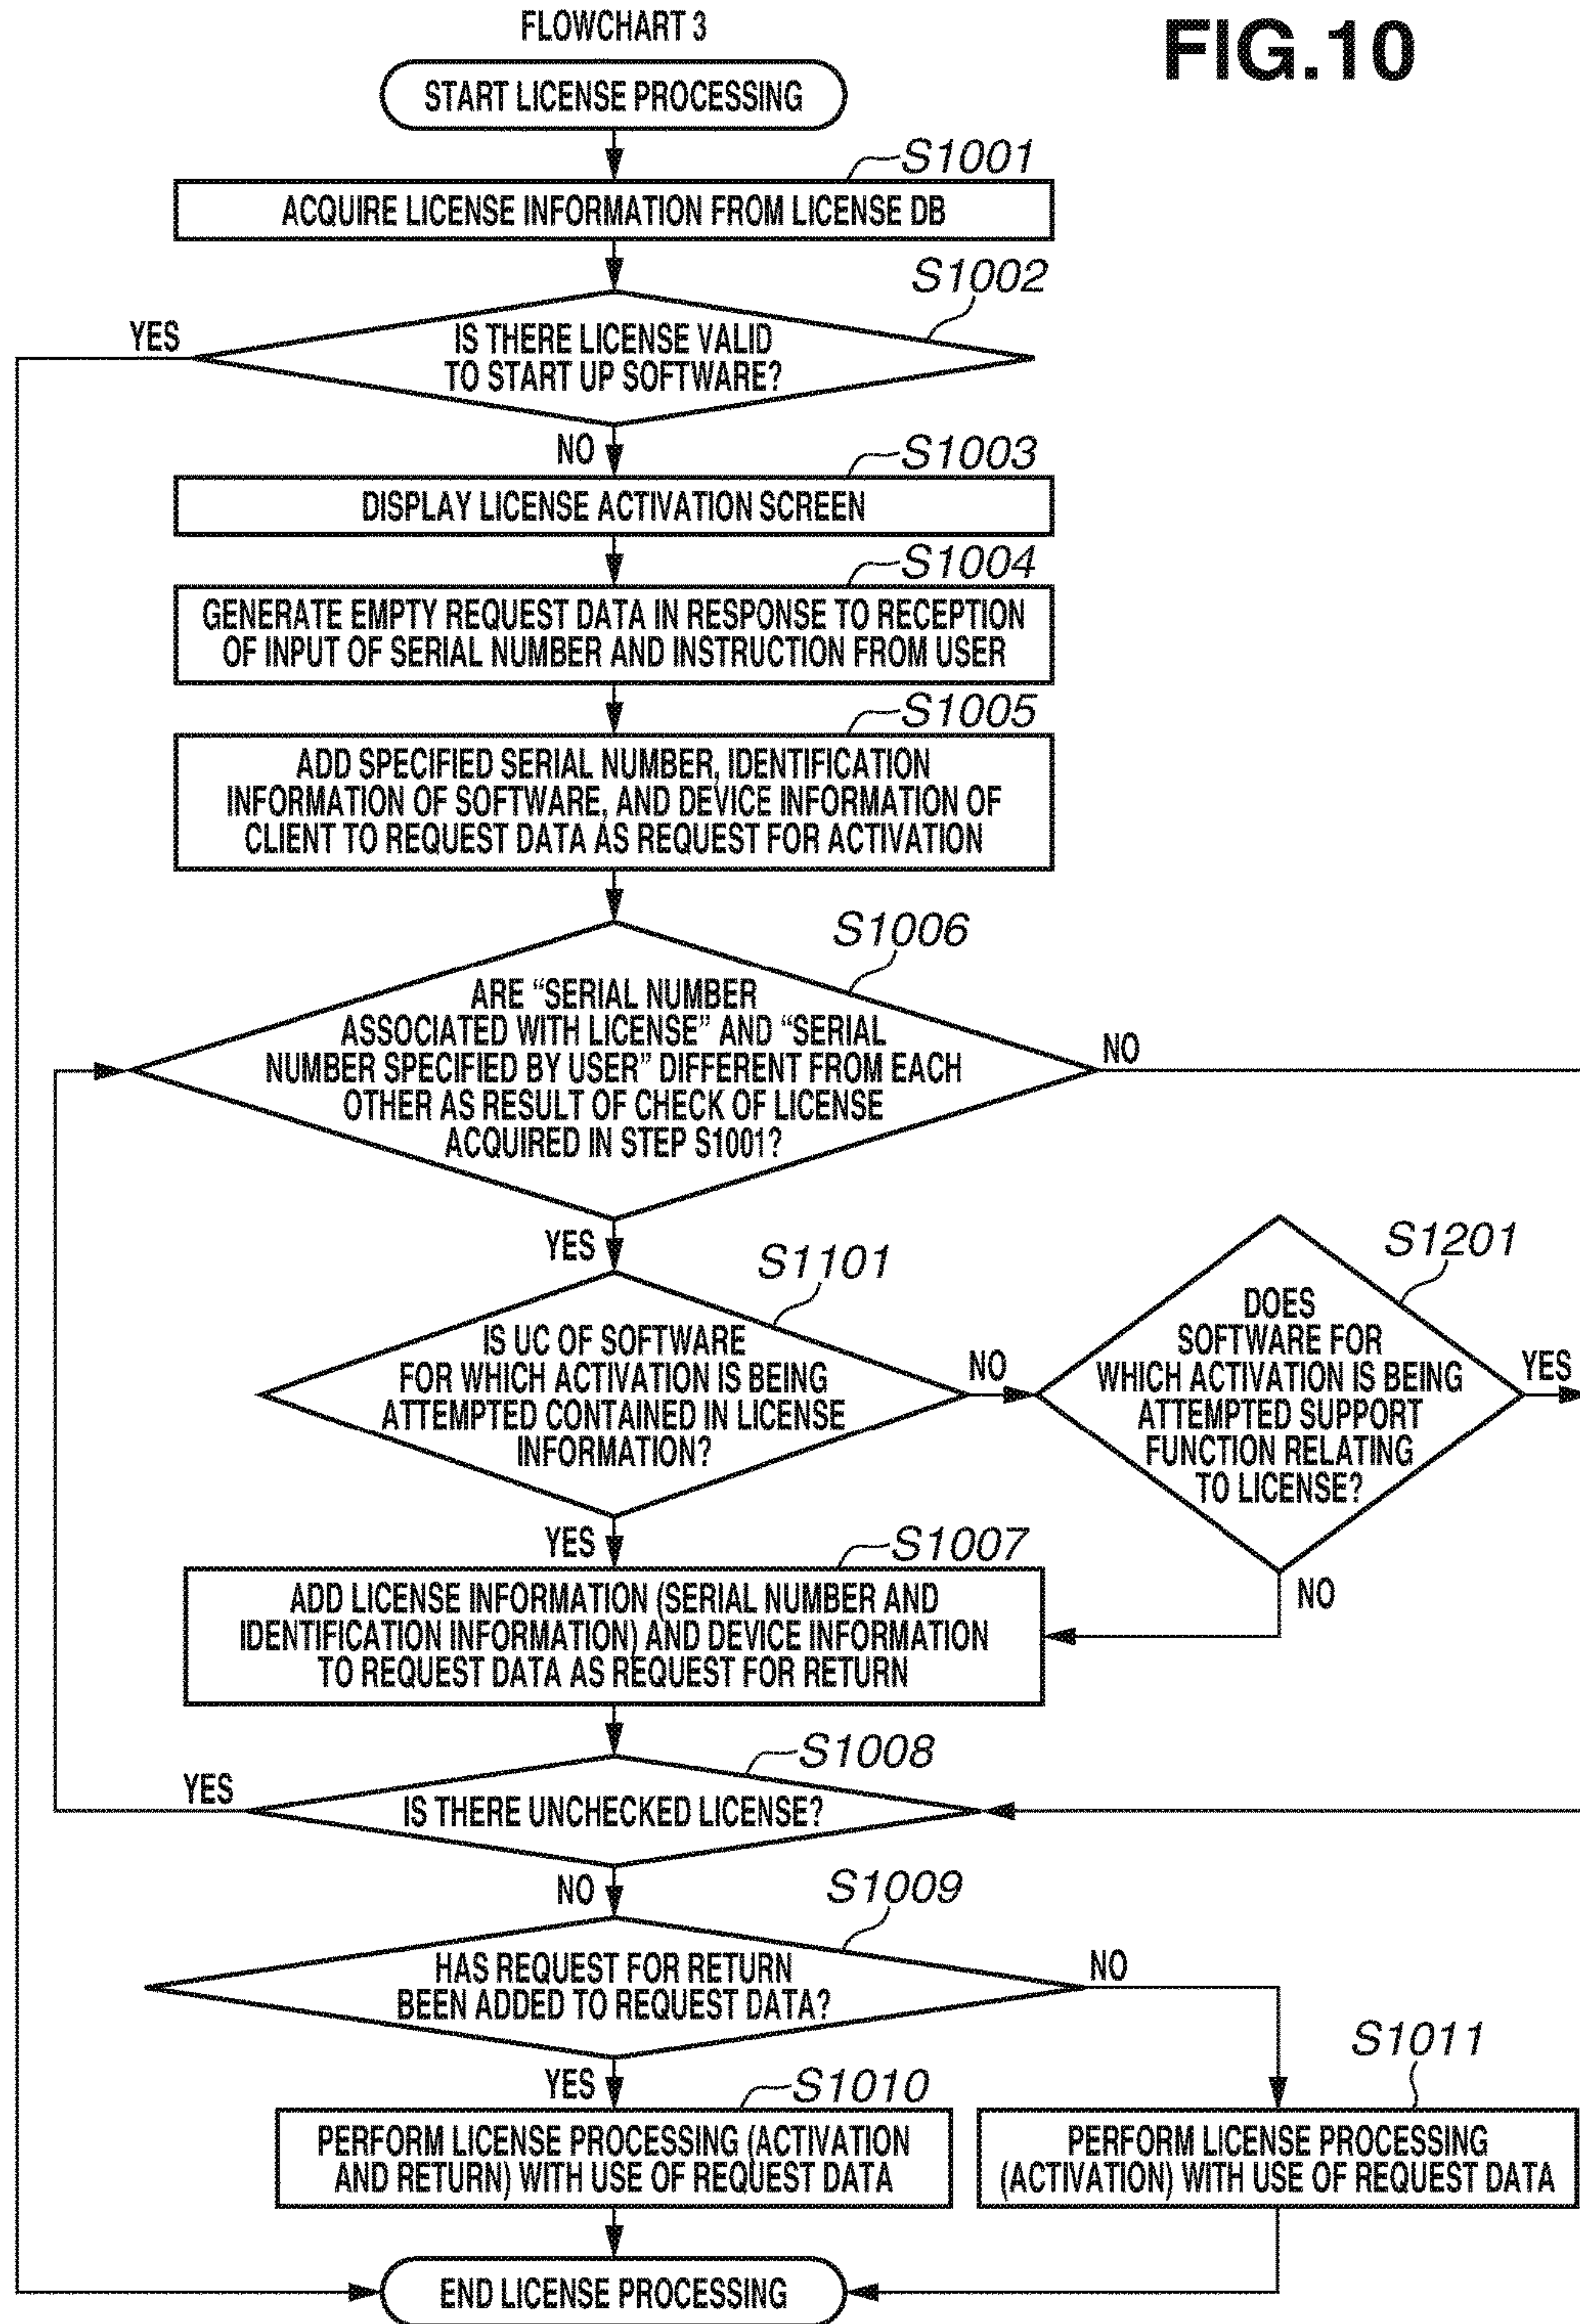 FLOWCHART 3
FIG.10
START LICENSE PROCESSING
S1001
ACQUIRE LICENSE INFORMATION FROM LICENSE DB
S1002
YES
IS THERE LICENSE VALID
TO START UP SOFTWARE?
NO
S1003
DISPLAY LICENSE ACTIVATION SCREEN
S1004
GENERATE EMPTY REQUEST DATA IN RESPONSE TO RECEPTION
OF INPUT OF SERIAL NUMBER AND INSTRUCTION FROM USER
S1005
ADD SPECIFIED SERIAL NUMBER, IDENTIFICATION
INFORMATION OF SOFTWARE, AND DEVICE INFORMATION OF
CLIENT TO REQUEST DATA AS REQUEST FOR ACTIVATION
S1006
ARE “SERIAL NUMBER
ASSOCIATED WITH LICENSE” AND “SERIAL
NUMBER SPECIFIED BY USER” DIFFERENT FROM EACH
OTHER AS RESULT OF CHECK OF LICENSE
ACQUIRED IN STEP S1001?
NO
YES
S1101
IS UC OF SOFTWARE
FOR WHICH ACTIVATION IS BEING
ATTEMPTED CONTAINED IN LICENSE
INFORMATION?
NO
S1201
DOES
SOFTWARE FOR
WHICH ACTIVATION IS BEING
ATTEMPTED SUPPORT
FUNCTION RELATING
TO LICENSE?
YES
NO
YES
S1007
ADD LICENSE INFORMATION (SERIAL NUMBER AND
IDENTIFICATION INFORMATION) AND DEVICE INFORMATION
TO REQUEST DATA AS REQUEST FOR RETURN
S1008
YES
IS THERE UNCHECKED LICENSE?
NO
S1009
HAS REQUEST FOR RETURN
BEEN ADDED TO REQUEST DATA?
NO
YES
S1010
PERFORM LICENSE PROCESSING (ACTIVATION
AND RETURN) WITH USE OF REQUEST DATA
S1011
PERFORM LICENSE PROCESSING
(ACTIVATION) WITH USE OF REQUEST DATA
END LICENSE PROCESSING